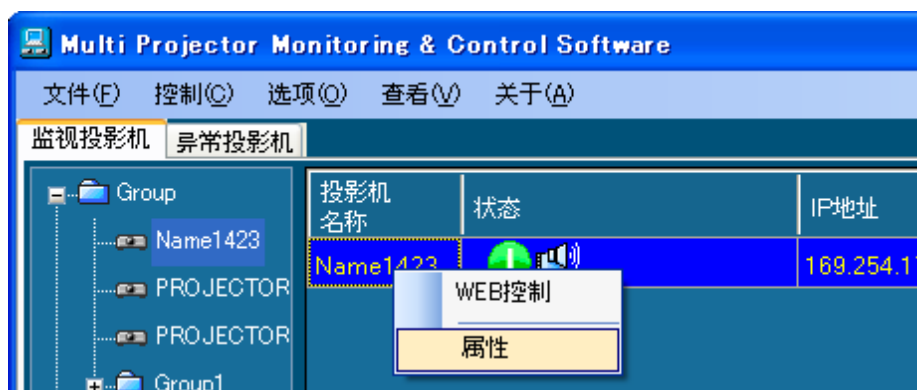 Multi Projector Monitoring & Control Software
文件(F) 控制(C) 选项(O) 查看(V) 关于(A)
监视投影机 异常投影机
Group
Name1423
PROJECTOR
PROJECTOR
Group1
投影机
名称
状态
IP地址
Name1423
169.254.1
WEB控制
属性